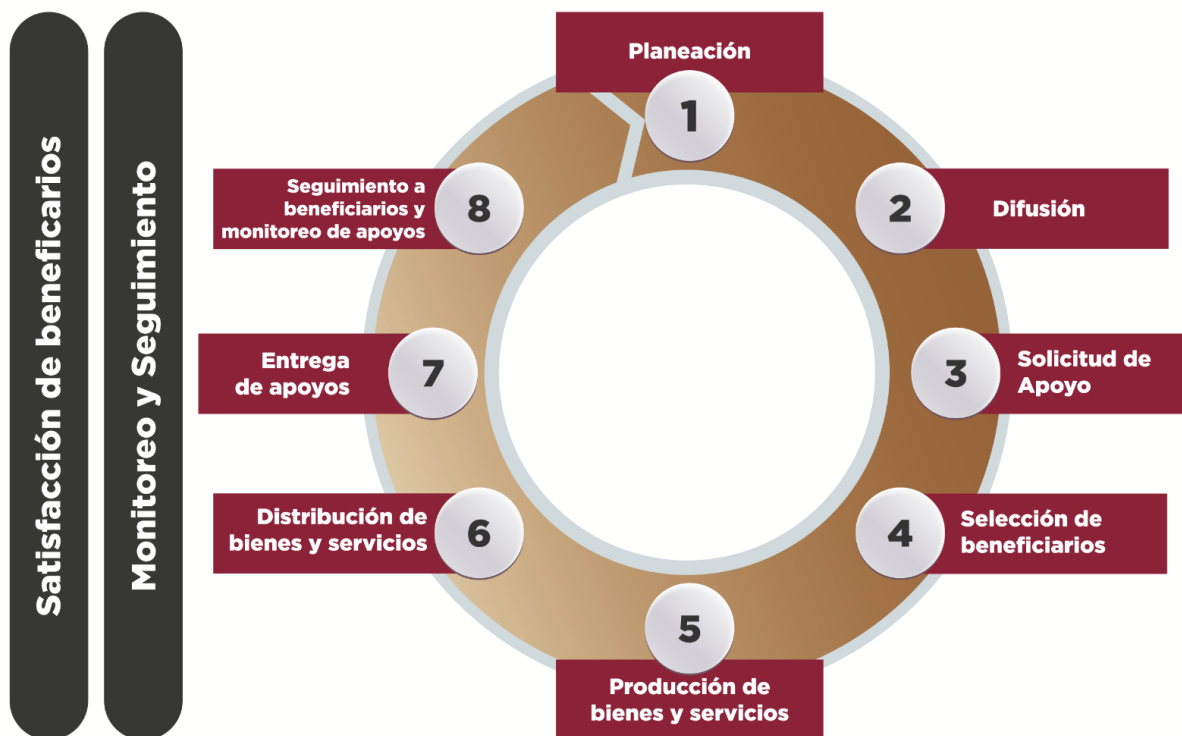 Satisfacción de beneficarios
Monitoreo y Seguimiento
Planeación
1
2
Difusión
3
Solicitud de
Apoyo
4
Selección de
beneficiarios
5
Producción de
bienes y servicios
6
Distribución de
bienes y servicios
7
Entrega
de apoyos
8
Seguimiento a
beneficiarios y
monitoreo de apoyos